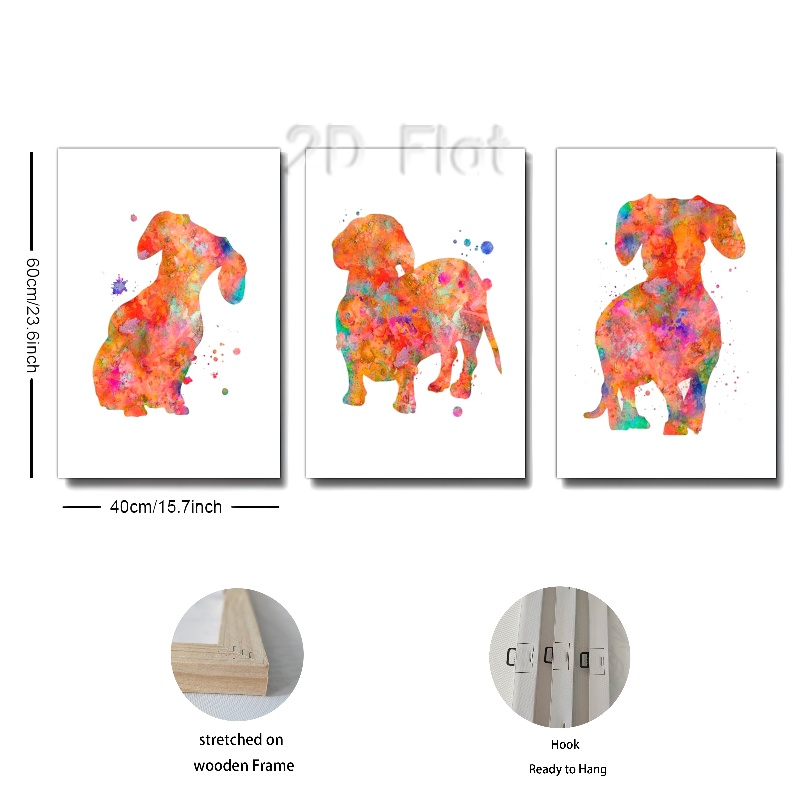 2D Flat
60cm/23.6inch
40cm/15.7inch
stretched on
wooden Frame
Hook
Ready to Hang